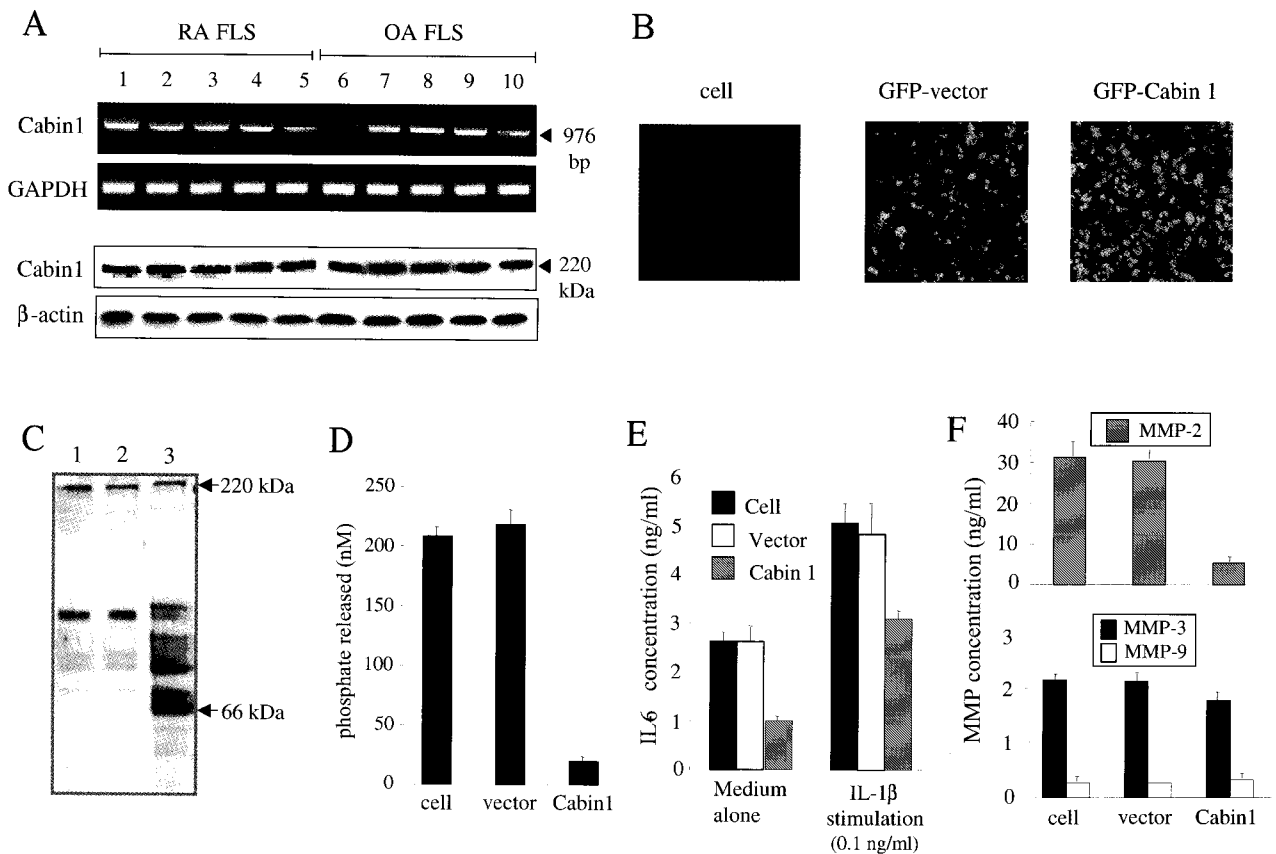 A
RA FLS OA FLS
1 2 3 4 5 6 7 8 9 10
Cabin1
976
bp
GAPDH
Cabin1
220
kDa
β-actin
B
cell GFP-vector GFP-Cabin 1
C
1 2 3
220 kDa
66 kDa
D
phosphate released (nM)
250
200
150
100
50
0
cell vector Cabin1
E
IL6 concentration (ng/ml)
6
5
4
3
2
1
0
Cell
Vector
Cabin 1
Medium
alone
IL-1β
stimulation
(0.1 ng/ml)
F
MMP concentration (ng/ml)
40
30
20
10
0
MMP-2
3
2
1
0
MMP-3
MMP-9
cell vector Cabin1